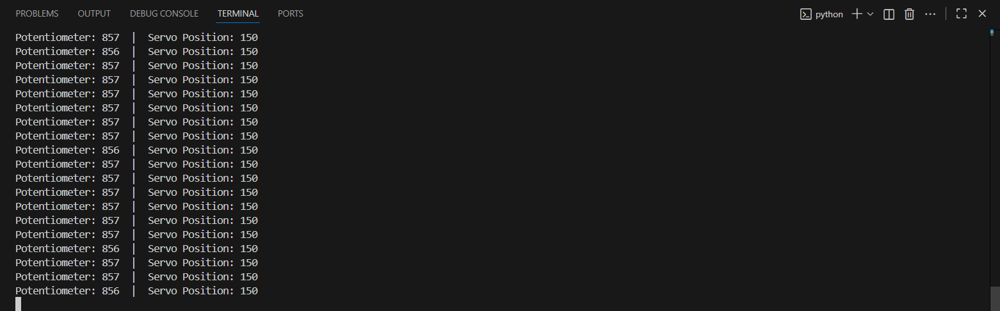 PROBLEMS OUTPUT DEBUG CONSOLE TERMINAL PORTS python
Potentiometer: 857 | Servo Position: 150
Potentiometer: 856 | Servo Position: 150
Potentiometer: 857 | Servo Position: 150
Potentiometer: 857 | Servo Position: 150
Potentiometer: 857 | Servo Position: 150
Potentiometer: 857 | Servo Position: 150
Potentiometer: 857 | Servo Position: 150
Potentiometer: 857 | Servo Position: 150
Potentiometer: 856 | Servo Position: 150
Potentiometer: 857 | Servo Position: 150
Potentiometer: 857 | Servo Position: 150
Potentiometer: 857 | Servo Position: 150
Potentiometer: 857 | Servo Position: 150
Potentiometer: 857 | Servo Position: 150
Potentiometer: 857 | Servo Position: 150
Potentiometer: 856 | Servo Position: 150
Potentiometer: 857 | Servo Position: 150
Potentiometer: 857 | Servo Position: 150
Potentiometer: 856 | Servo Position: 150